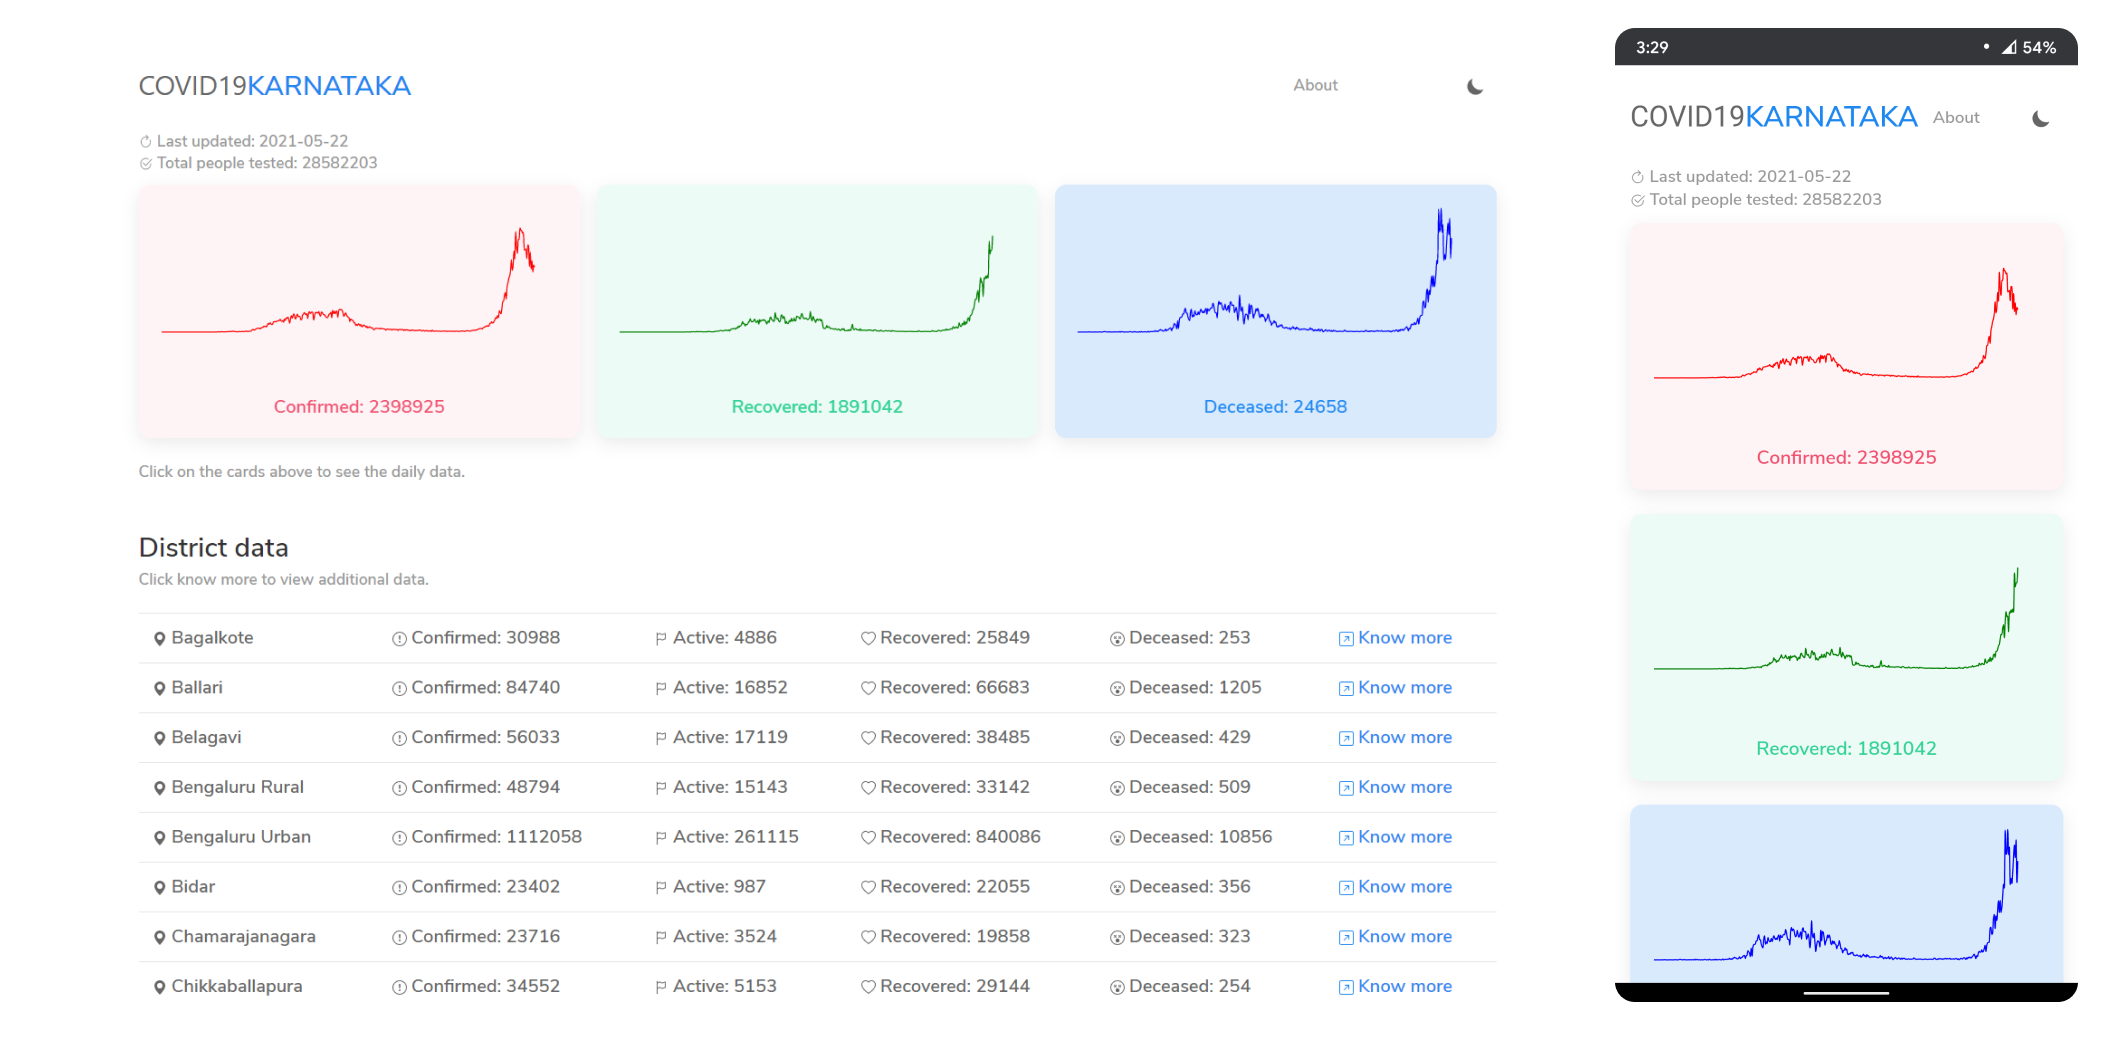 COVID19KARNATAKA About
Last updated: 2021-05-22
Total people tested: 28582203
Confirmed: 2398925
Recovered: 1891042
Deceased: 24658
Click on the cards above to see the daily data.
District data
Click know more to view additional data.
Bagalkote Confirmed: 30988 Active: 4886 Recovered: 25849 Deceased: 253 Know more
Ballari Confirmed: 84740 Active: 16852 Recovered: 66683 Deceased: 1205 Know more
Belagavi Confirmed: 56033 Active: 17119 Recovered: 38485 Deceased: 429 Know more
Bengaluru Rural Confirmed: 48794 Active: 15143 Recovered: 33142 Deceased: 509 Know more
Bengaluru Urban Confirmed: 1112058 Active: 261115 Recovered: 840086 Deceased: 10856 Know more
Bidar Confirmed: 23402 Active: 987 Recovered: 22055 Deceased: 356 Know more
Chamarajanagara Confirmed: 23716 Active: 3524 Recovered: 19858 Deceased: 323 Know more
Chikkaballapura Confirmed: 34552 Active: 5153 Recovered: 29144 Deceased: 254 Know more
3:29 54%
COVID19KARNATAKA About
Last updated: 2021-05-22
Total people tested: 28582203
Confirmed: 2398925
Recovered: 1891042